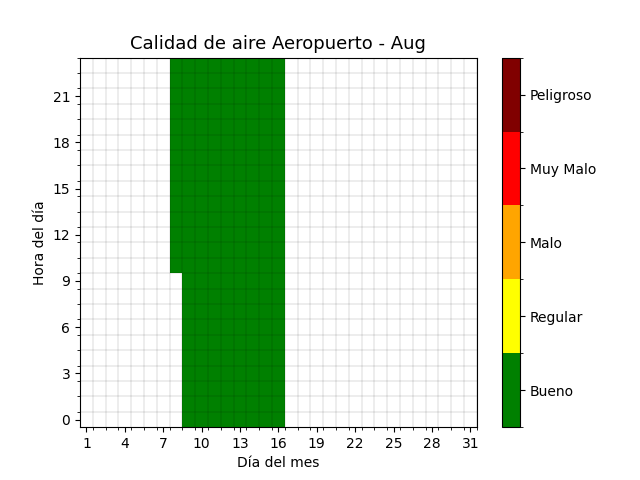 Calidad de aire Aeropuerto - Aug
Hora del día
21
18
15
12
9
6
3
0
1 4 7 10 13 16 19 22 25 28 31
Día del mes
Peligroso
Muy Malo
Malo
Regular
Bueno